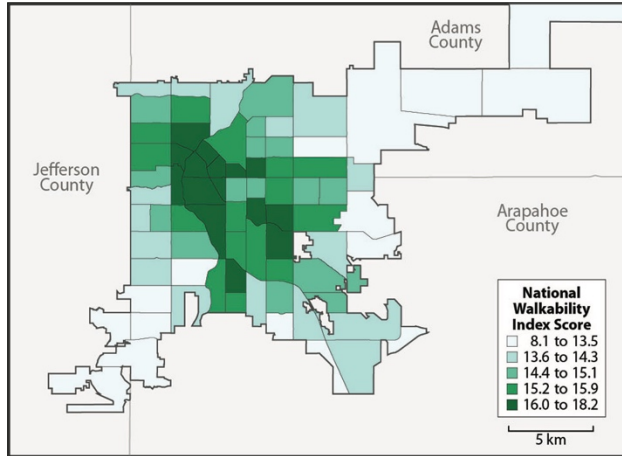 Adams
County
Jefferson
County
Arapahoe
County
National
Walkability
Index Score
8.1 to 13.5
13.6 to 14.3
14.4 to 15.1
15.2 to 15.9
16.0 to 18.2
5 km